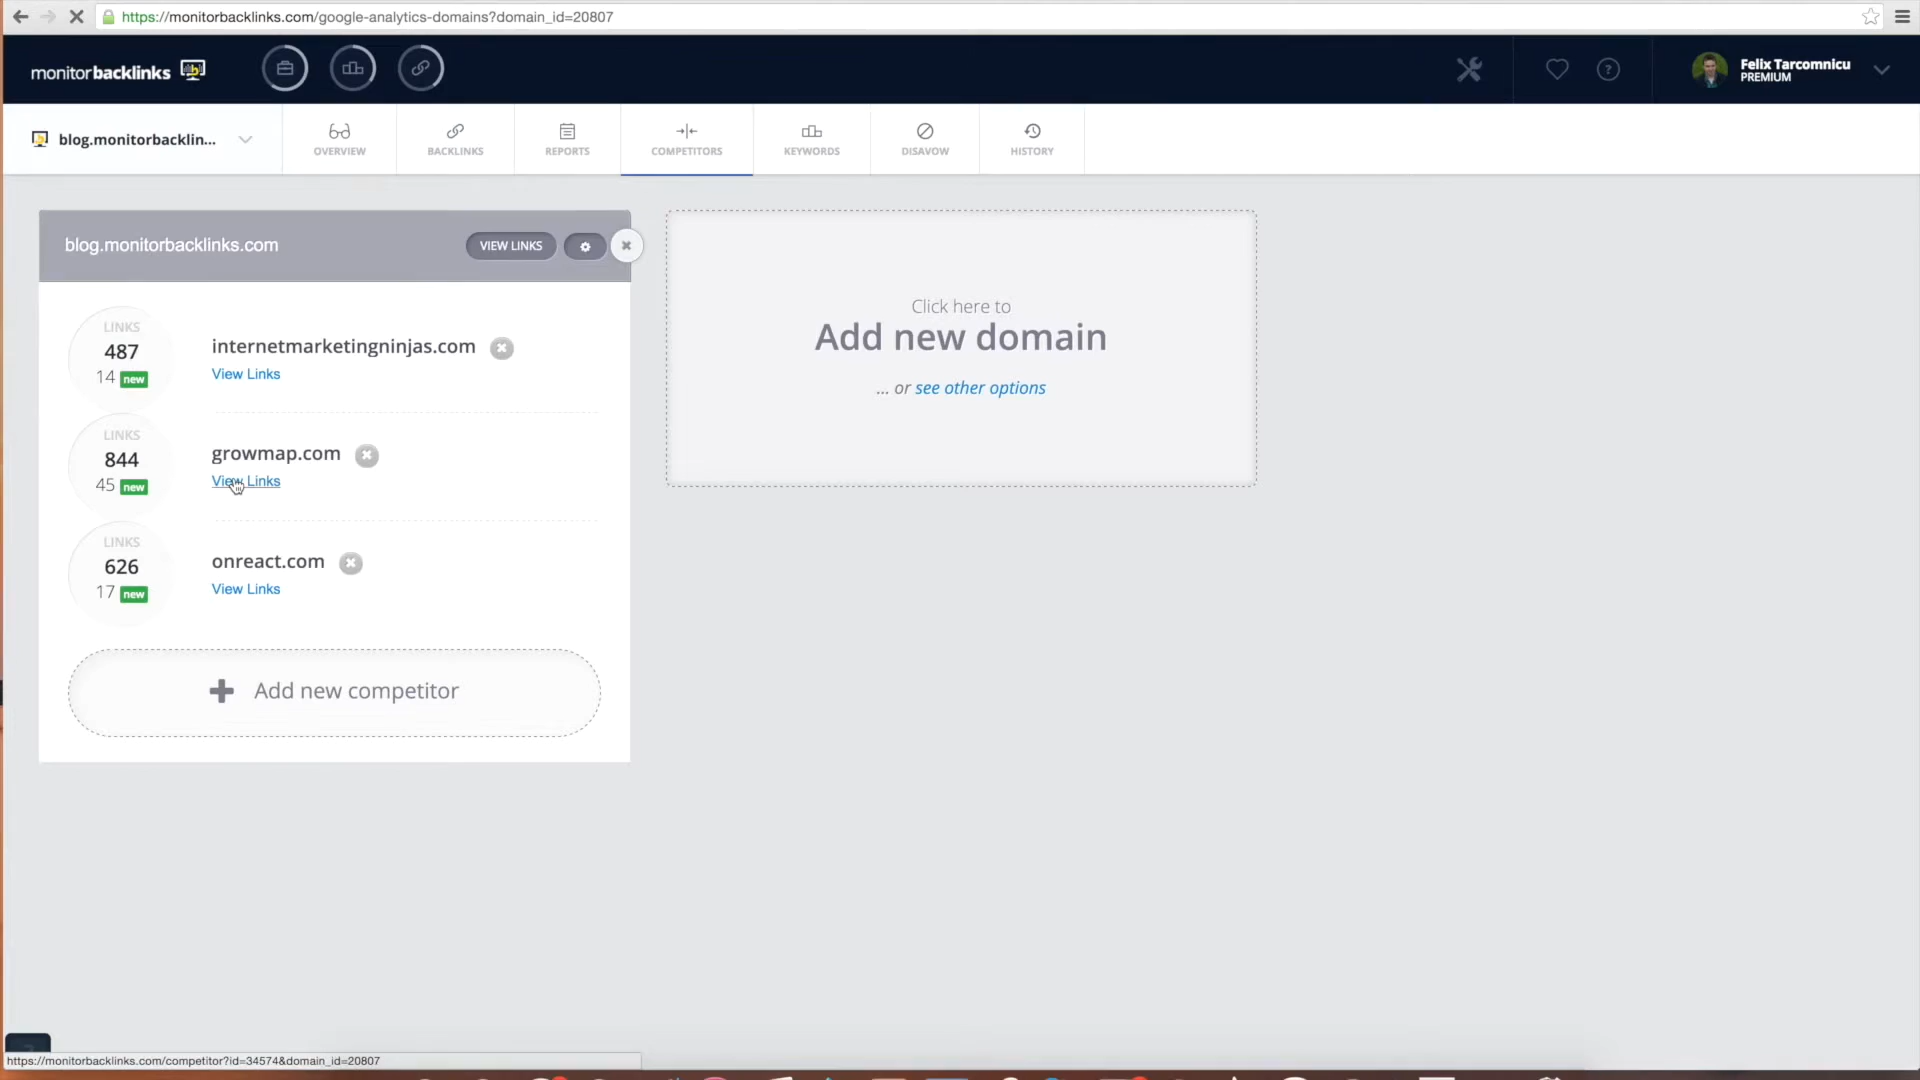 https://monitorbacklinks.com/google-analytics-domains?domain_id=20807
monitorbacklinks
Felix Tarcomnicu
PREMIUM
blog.monitorbacklin...
OVERVIEW
BACKLINKS
REPORTS
COMPETITORS
KEYWORDS
DISAVOW
HISTORY
blog.monitorbacklinks.com
VIEW LINKS
LINKS
487
14 new
internetmarketingninjas.com
View Links
LINKS
844
45 new
growmap.com
View Links
LINKS
626
17 new
onreact.com
View Links
Add new competitor
Click here to
Add new domain
... or see other options
https://monitorbacklinks.com/competitor?id=34574&domain_id=20807